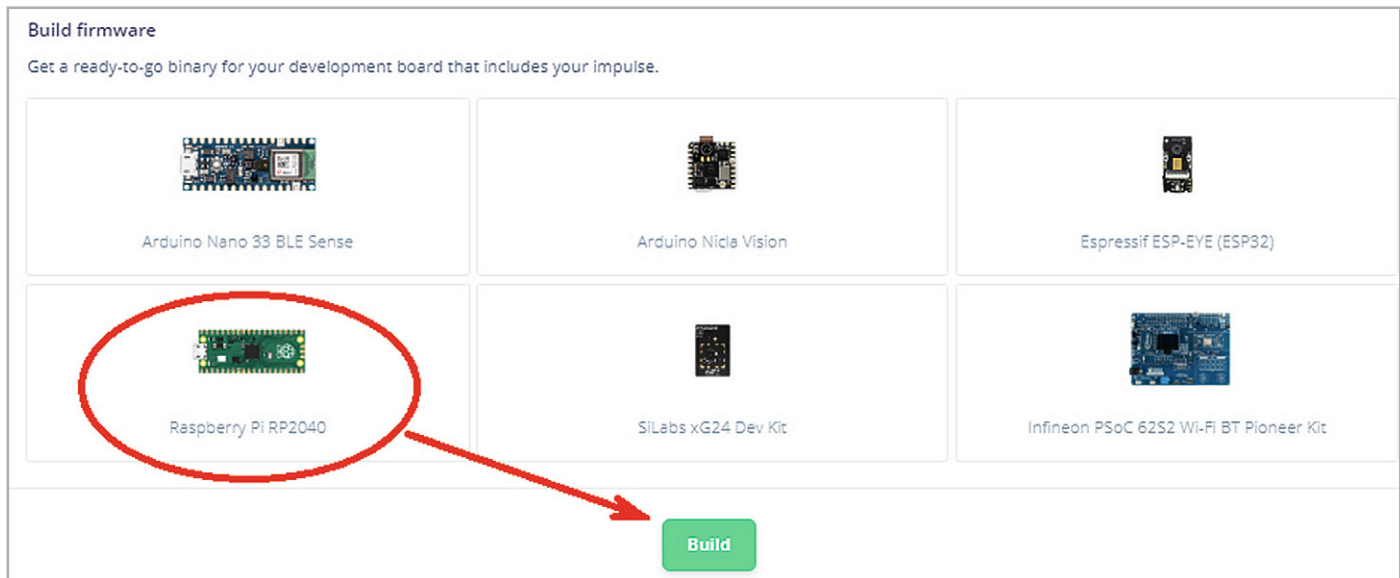 Build firmware
Get a ready-to-go binary for your development board that includes your impulse.
Arduino Nano 33 BLE Sense
Arduino Nicla Vision
Espressif ESP-EYE (ESP32)
Raspberry Pi RP2040
SiLabs xG24 Dev Kit
Infineon PSoC 62S2 Wi-Fi BT Pioneer Kit
Build